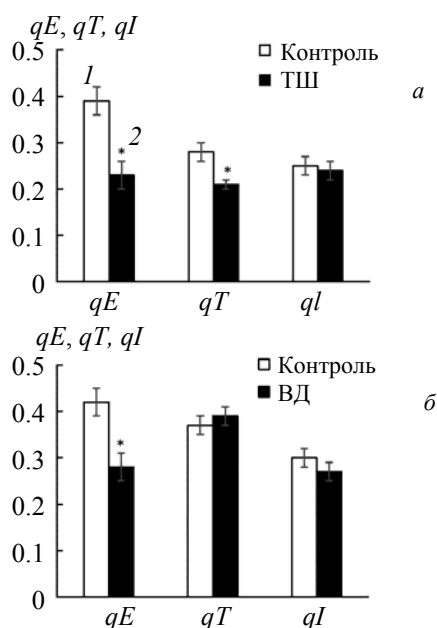 qE, qT, qI
0.5
0.4
0.3
0.2
0.1
0
1
2
*
*
Контроль
ТШ
а
qE qT ql
qE, qT, qI
0.5
0.4
0.3
0.2
0.1
0
*
Контроль
ВД
б
qE qT qI